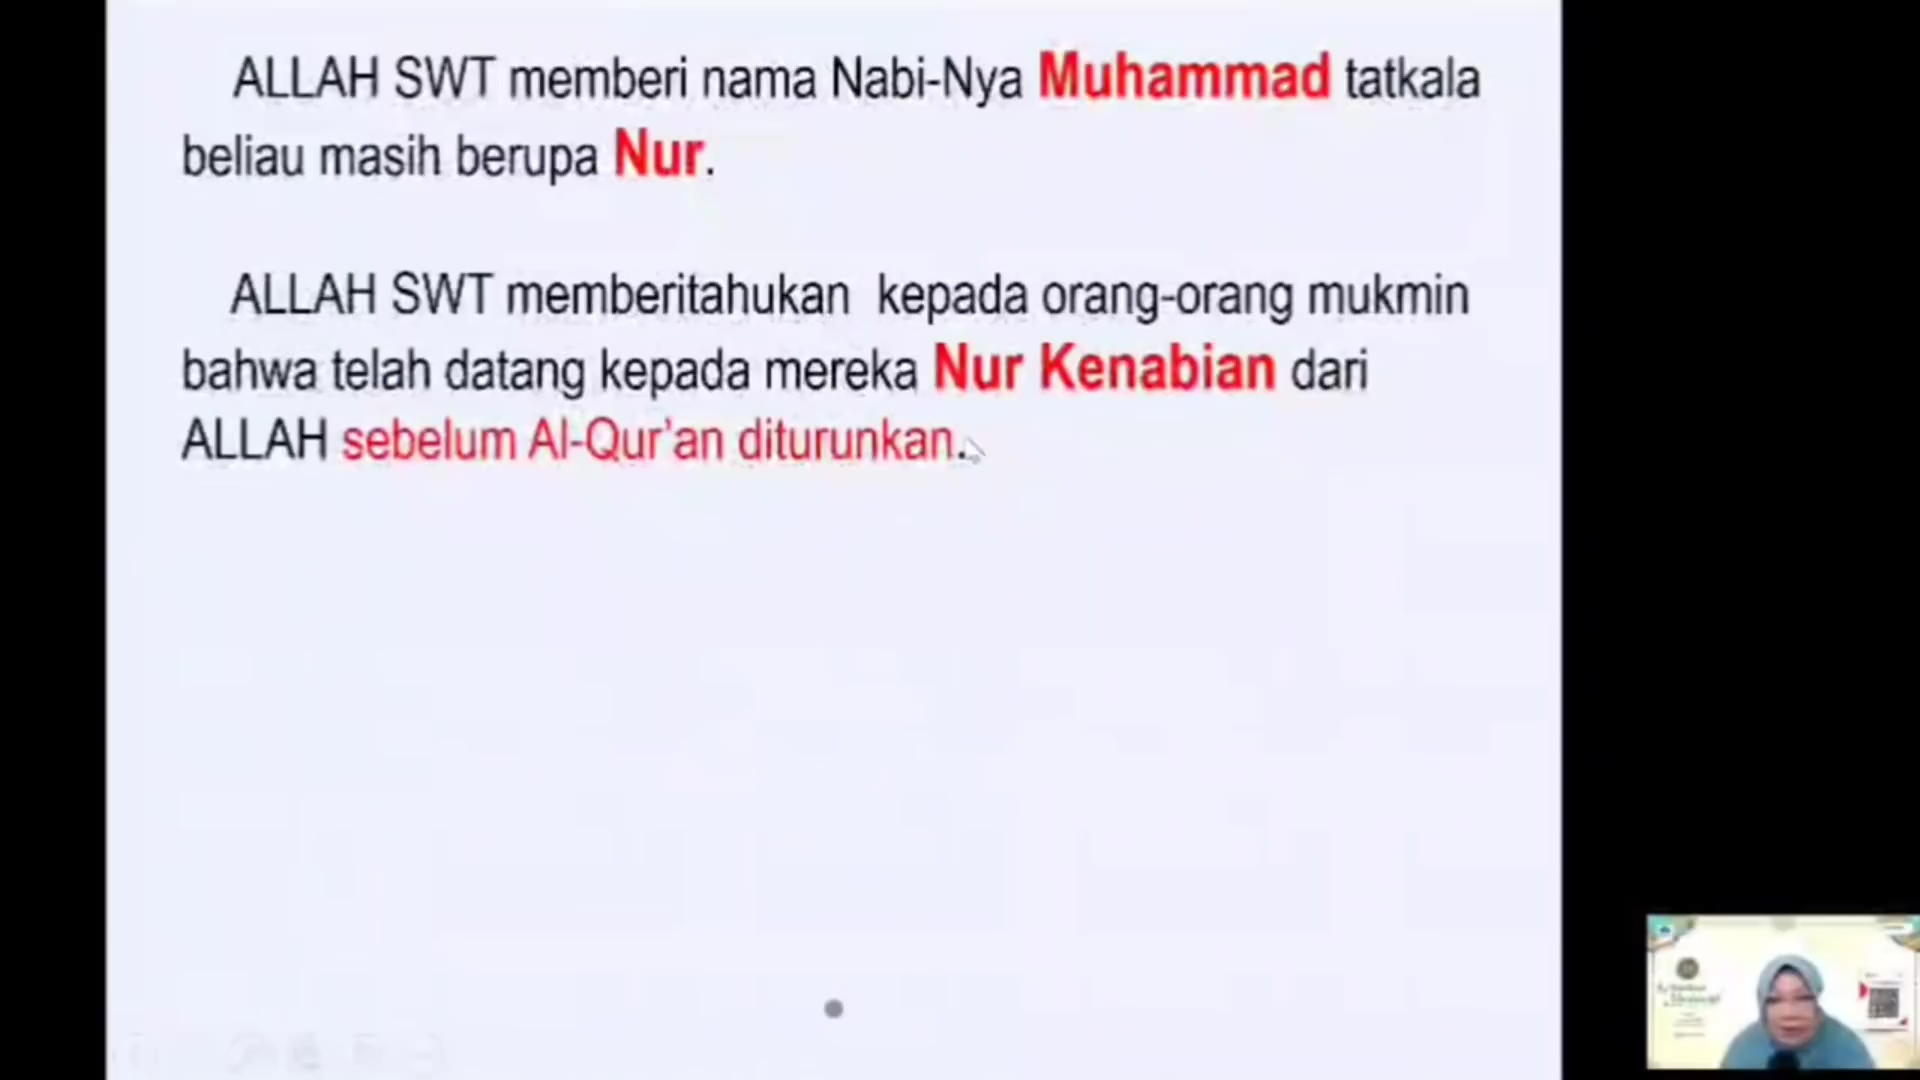 ALLAH SWT memberi nama Nabi-Nya Muhammad tatkala
beliau masih berupa Nur.
ALLAH SWT memberitahukan kepada orang-orang mukmin
bahwa telah datang kepada mereka Nur Kenabian dari
ALLAH sebelum Al-Qur'an diturunkan.